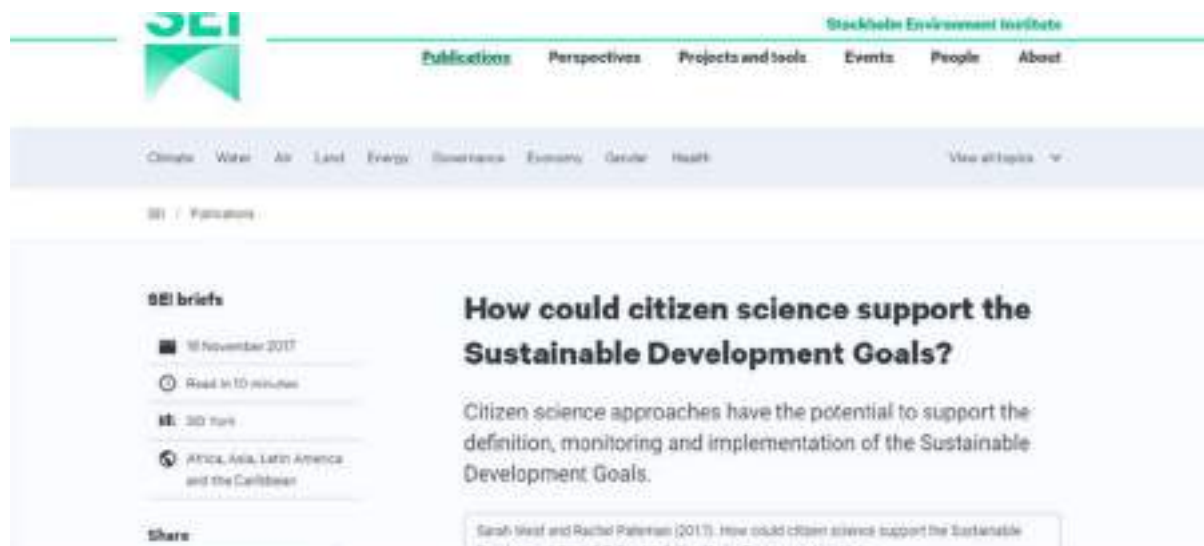 SEI
Stockholm Environment Institute
Publications Perspectives Projects and tools Events People About
Climate Water Air Land Energy Governance Economy Gender Health View all topics
SEI / Publications
SEI briefs
How could citizen science support the
Sustainable Development Goals?
November 2017
Read in 10 minutes
SEI York
Africa, Asia, Latin America
and the Caribbean
Citizen science approaches have the potential to support the
definition, monitoring and implementation of the Sustainable
Development Goals.
Share
Sarah West and Rachel Pateman (2017). How could citizen science support the Sustainable